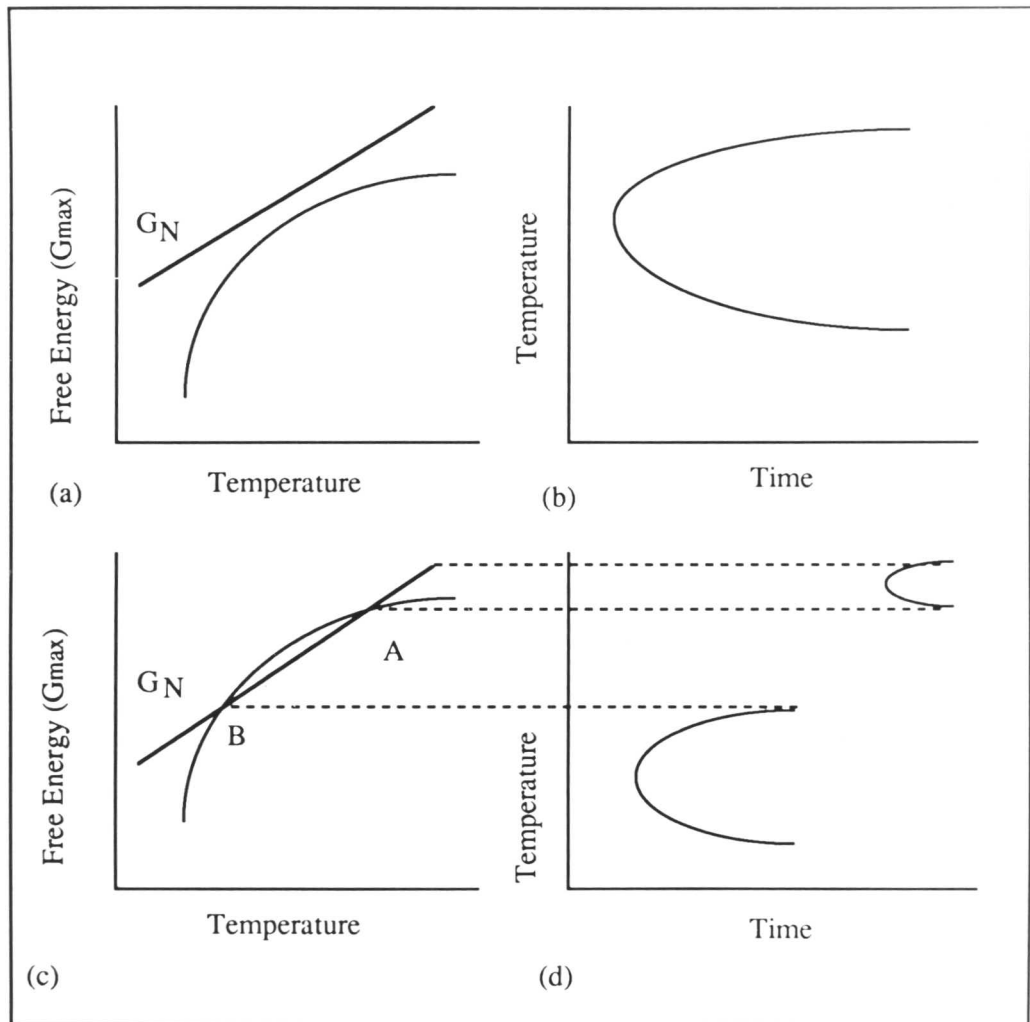 Free Energy (Gmax)
GN
Temperature
(a)
Temperature
Time
(b)
Free Energy (Gmax)
GN
A
B
Temperature
(c)
Temperature
Time
(d)